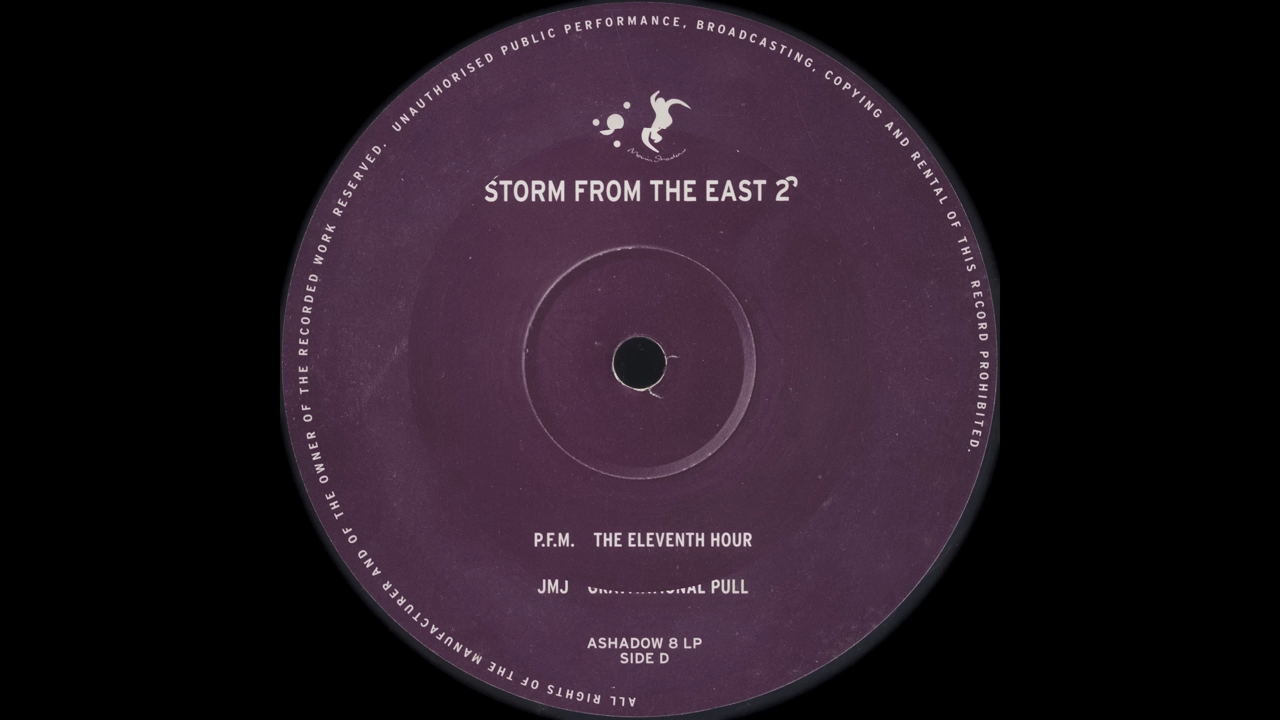 ALL RIGHTS OF THE MANUFACTURER AND OF THE OWNER OF THE RECORDED WORK RESERVED. UNAUTHORISED PUBLIC PERFORMANCE, BROADCASTING, COPYING AND RENTAL OF THIS RECORD PROHIBITED.
Movin Shadow
STORM FROM THE EAST 2
P.F.M. THE ELEVENTH HOUR
JMJ PULL
ASHADOW 8 LP
SIDE D